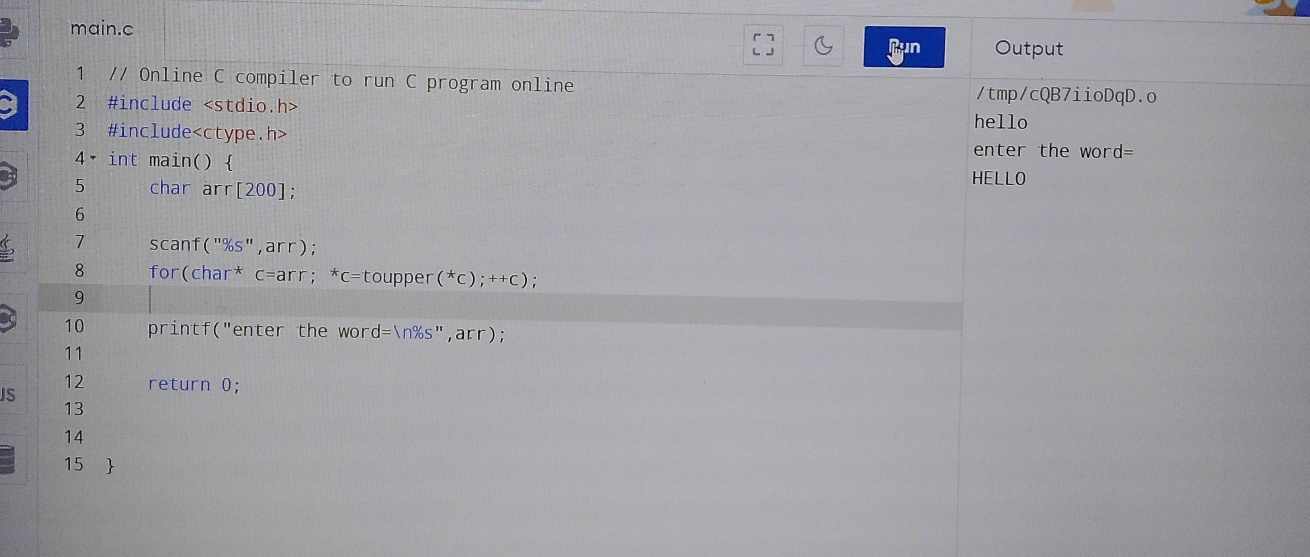 main.c
Run
Output
1 // Online C compiler to run C program online
2 #include <stdio.h>
3 #include<ctype.h>
4 int main() {
5 char arr[200];
6
7 scanf("%s",arr);
8 for(char* c=arr; *c=toupper(*c);++c);
9
10 printf("enter the word=\n%s",arr);
11
12 return 0;
13
14
15 }
/tmp/cQB7iioDqD.o
hello
enter the word=
HELLO
JS